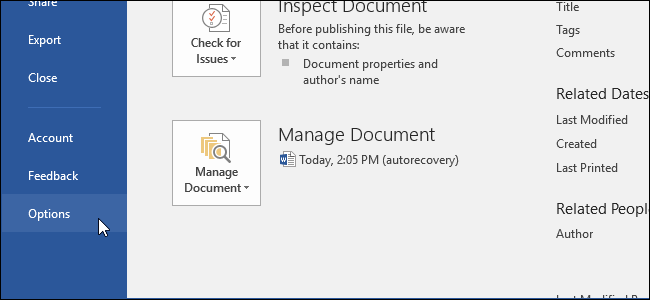 Share
Export
Close
Account
Feedback
Options
Check for
Issues
Inspect Document
Before publishing this file, be aware
that it contains:
Document properties and
author's name
Manage
Document
Manage Document
Today, 2:05 PM (autorecovery)
Title
Tags
Comments
Related Dates
Last Modified
Created
Last Printed
Related People
Author
Last Modified